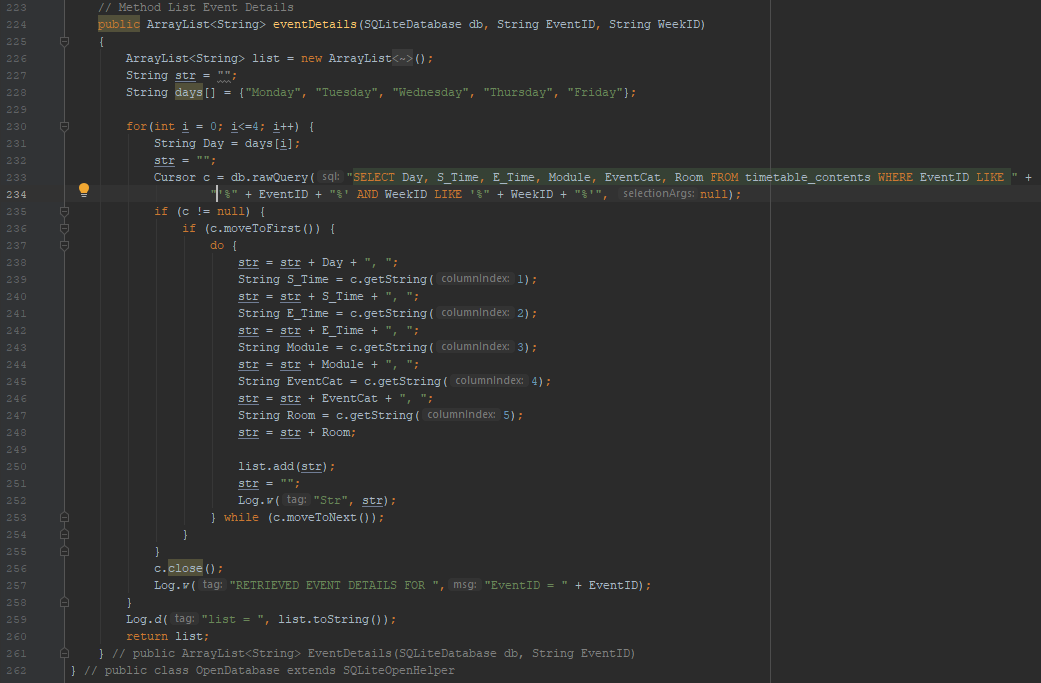 223 // Method List Event Details
224 public ArrayList<String> eventDetails(SQLiteDatabase db, String EventID, String WeekID)
225 {
226 ArrayList<String> list = new ArrayList<~>();
227 String str = "";
228 String days[] = {"Monday", "Tuesday", "Wednesday", "Thursday", "Friday"};
229
230 for(int i = 0; i<=4; i++) {
231 String Day = days[i];
232 str = "";
233 Cursor c = db.rawQuery( sql: "SELECT Day, S_Time, E_Time, Module, EventCat, Room FROM timetable_contents WHERE EventID LIKE " +
234 "'%" + EventID + "%' AND WeekID LIKE '%" + WeekID + "%'", selectionArgs: null);
235 if (c != null) {
236 if (c.moveToFirst()) {
237 do {
238 str = str + Day + ", ";
239 String S_Time = c.getString( columnIndex: 1);
240 str = str + S_Time + ", ";
241 String E_Time = c.getString( columnIndex: 2);
242 str = str + E_Time + ", ";
243 String Module = c.getString( columnIndex: 3);
244 str = str + Module + ", ";
245 String EventCat = c.getString( columnIndex: 4);
246 str = str + EventCat + ", ";
247 String Room = c.getString( columnIndex: 5);
248 str = str + Room;
249
250 list.add(str);
251 str = "";
252 Log.v( tag: "Str", str);
253 } while (c.moveToNext());
254 }
255 }
256 c.close();
257 Log.v( tag: "RETRIEVED EVENT DETAILS FOR ", msg: "EventID = " + EventID);
258 }
259 Log.d( tag: "list = ", list.toString());
260 return list;
261 } // public ArrayList<String> EventDetails(SQLiteDatabase db, String EventID)
262 } // public class OpenDatabase extends SQLiteOpenHelper